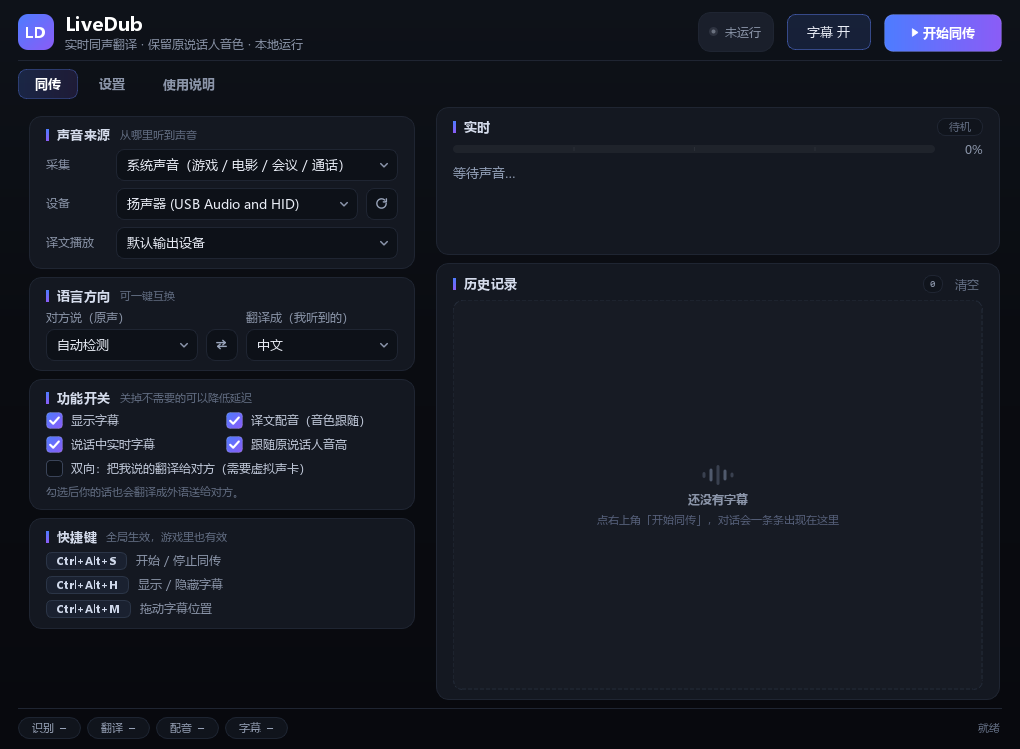 LD
LiveDub
实时同声翻译 · 保留原说话人音色 · 本地运行
未运行
字幕 开
开始同传
同传
设置
使用说明
声音来源
从哪里听到声音
采集
系统声音（游戏 / 电影 / 会议 / 通话）
设备
扬声器 (USB Audio and HID)
译文播放
默认输出设备
语言方向
可一键互换
对方说（原声）
翻译成（我听到的）
自动检测
中文
功能开关
关掉不需要的可以降低延迟
显示字幕
译文配音（音色跟随）
说话中实时字幕
跟随原说话人音高
双向：把我说的翻译给对方（需要虚拟声卡）
勾选后你的话也会翻译成外语送给对方。
快捷键
全局生效，游戏里也有效
Ctrl+Alt+S
开始 / 停止同传
Ctrl+Alt+H
显示 / 隐藏字幕
Ctrl+Alt+M
拖动字幕位置
实时
待机
0%
等待声音...
历史记录
0
清空
还没有字幕
点右上角「开始同传」，对话会一条条出现在这里
识别 –
翻译 –
配音 –
字幕 –
就绪